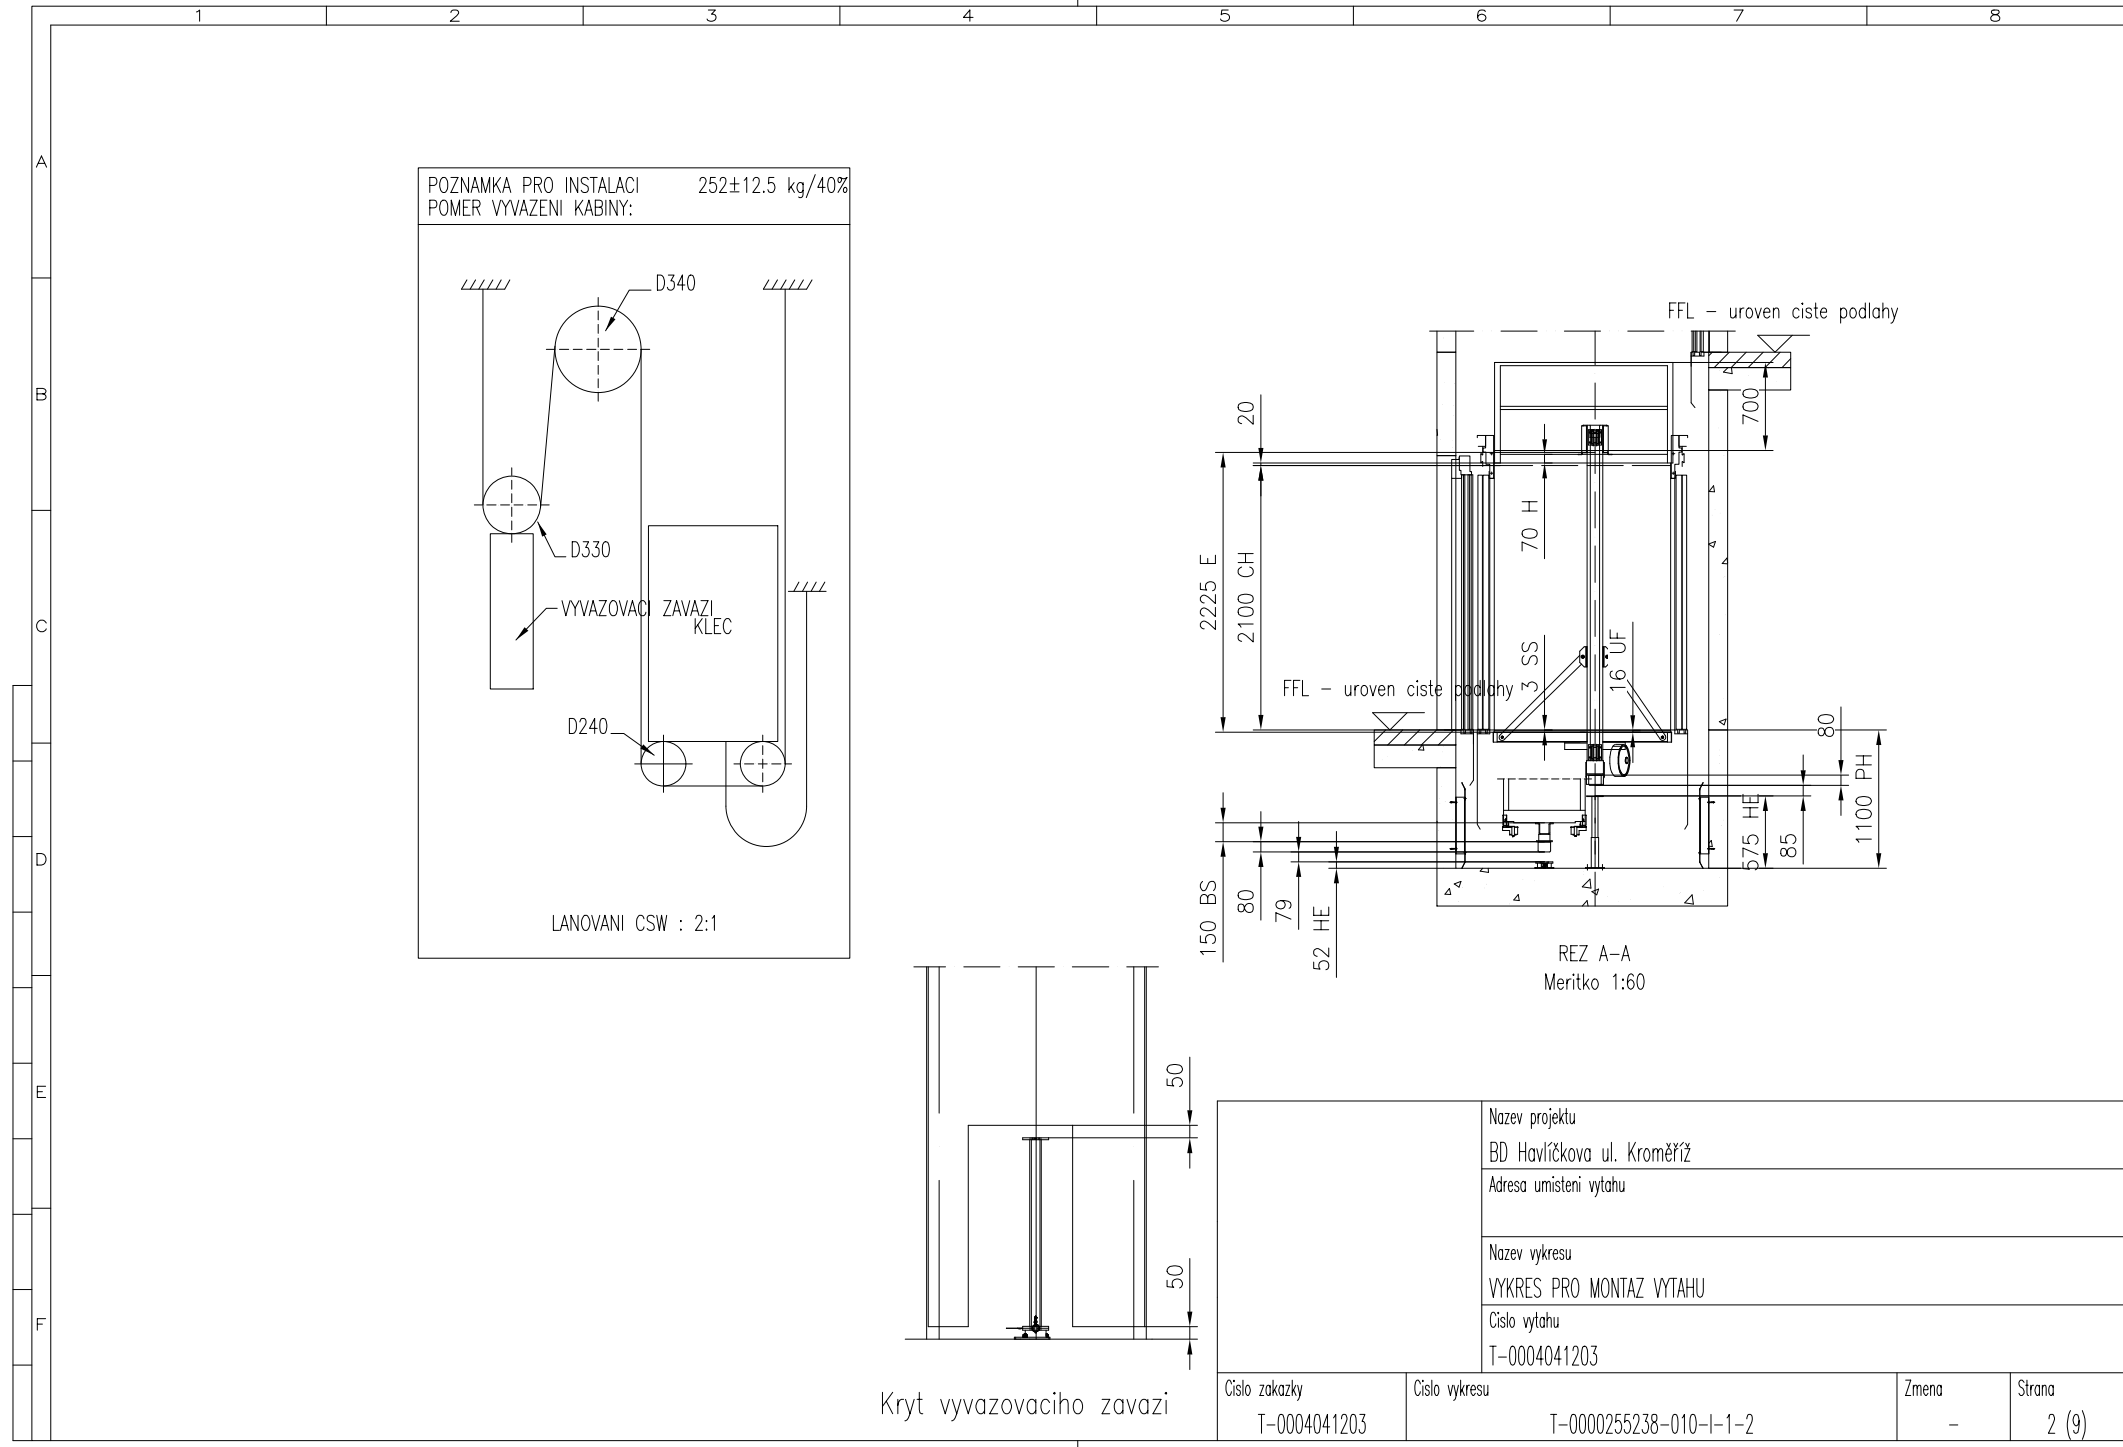 1 2 3 4 5 6 7 8
A
B
C
D
E
F
POZNAMKA PRO INSTALACI 252±12.5 kg/40%
POMER VYVAZENI KABINY:
D340
D330
VYVAZOVACI ZAVAZI
KLEC
D240
LANOVANI CSW : 2:1
FFL – uroven ciste podlahy
700
20
70 H
2225 E
2100 CH
3 SS
16 UF
FFL – uroven ciste podlahy
80
1100 PH
575 HE
85
150 BS
80
79
52 HE
REZ A–A
Meritko 1:60
50
50
Kryt vyvazovaciho zavazi
Nazev projektu
BD Havlíčkova ul. Kroměříž
Adresa umisteni vytahu
Nazev vykresu
VYKRES PRO MONTAZ VYTAHU
Cislo vytahu
T–0004041203
Cislo zakazky Cislo vykresu Zmena Strana
T–0004041203 T–0000255238–010–I–1–2 – 2 (9)